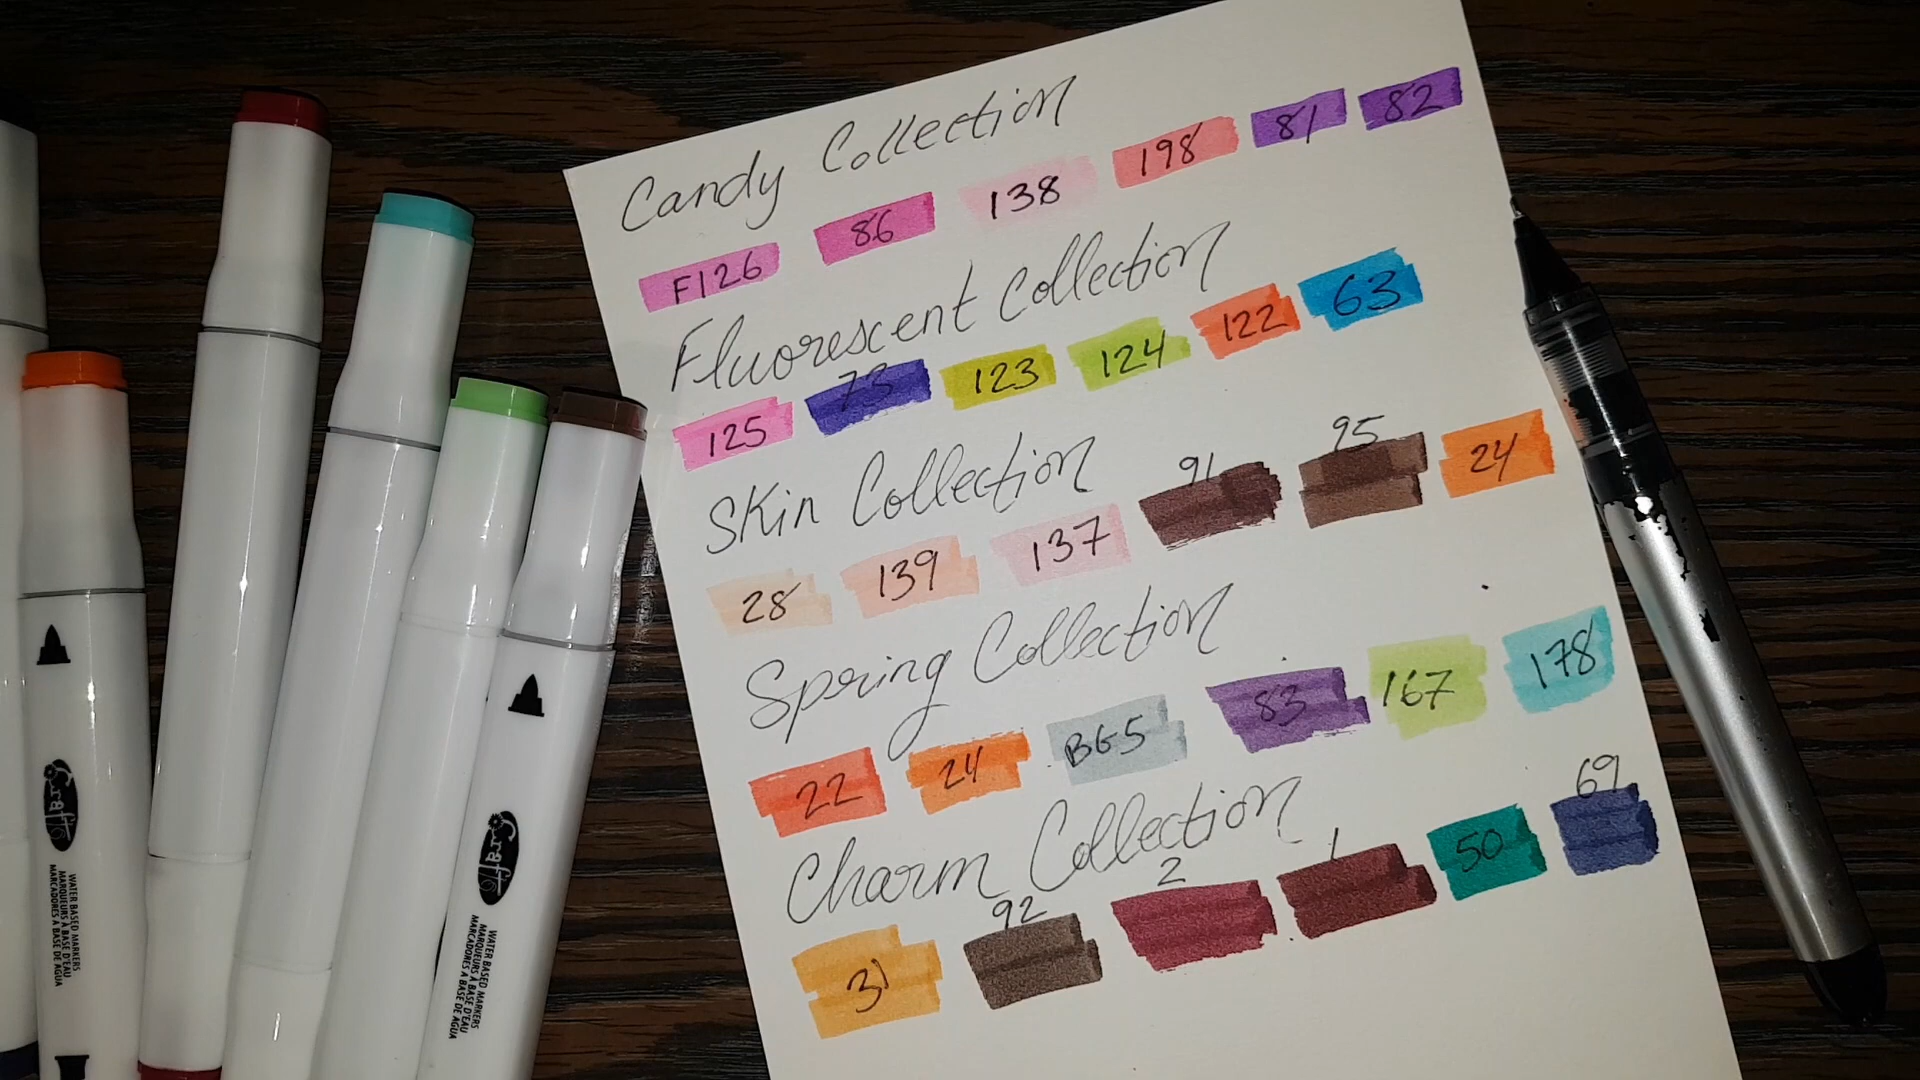 Candy Collection
F126 86 138 198 81 82
Fluorescent Collection
125 73 123 124 122 63
Skin Collection
28 139 137 91 95 24
Spring Collection
22 24 BG5 83 167 178
Charm Collection
31 92 2 1 50 69
Crafts
WATER BASED MARKERS
MARQUEURS À BASE D'EAU
MARCADORES A BASE DE AGUA
Crafts
WATER BASED MARKERS
MARQUEURS À BASE D'EAU
MARCADORES A BASE DE AGUA